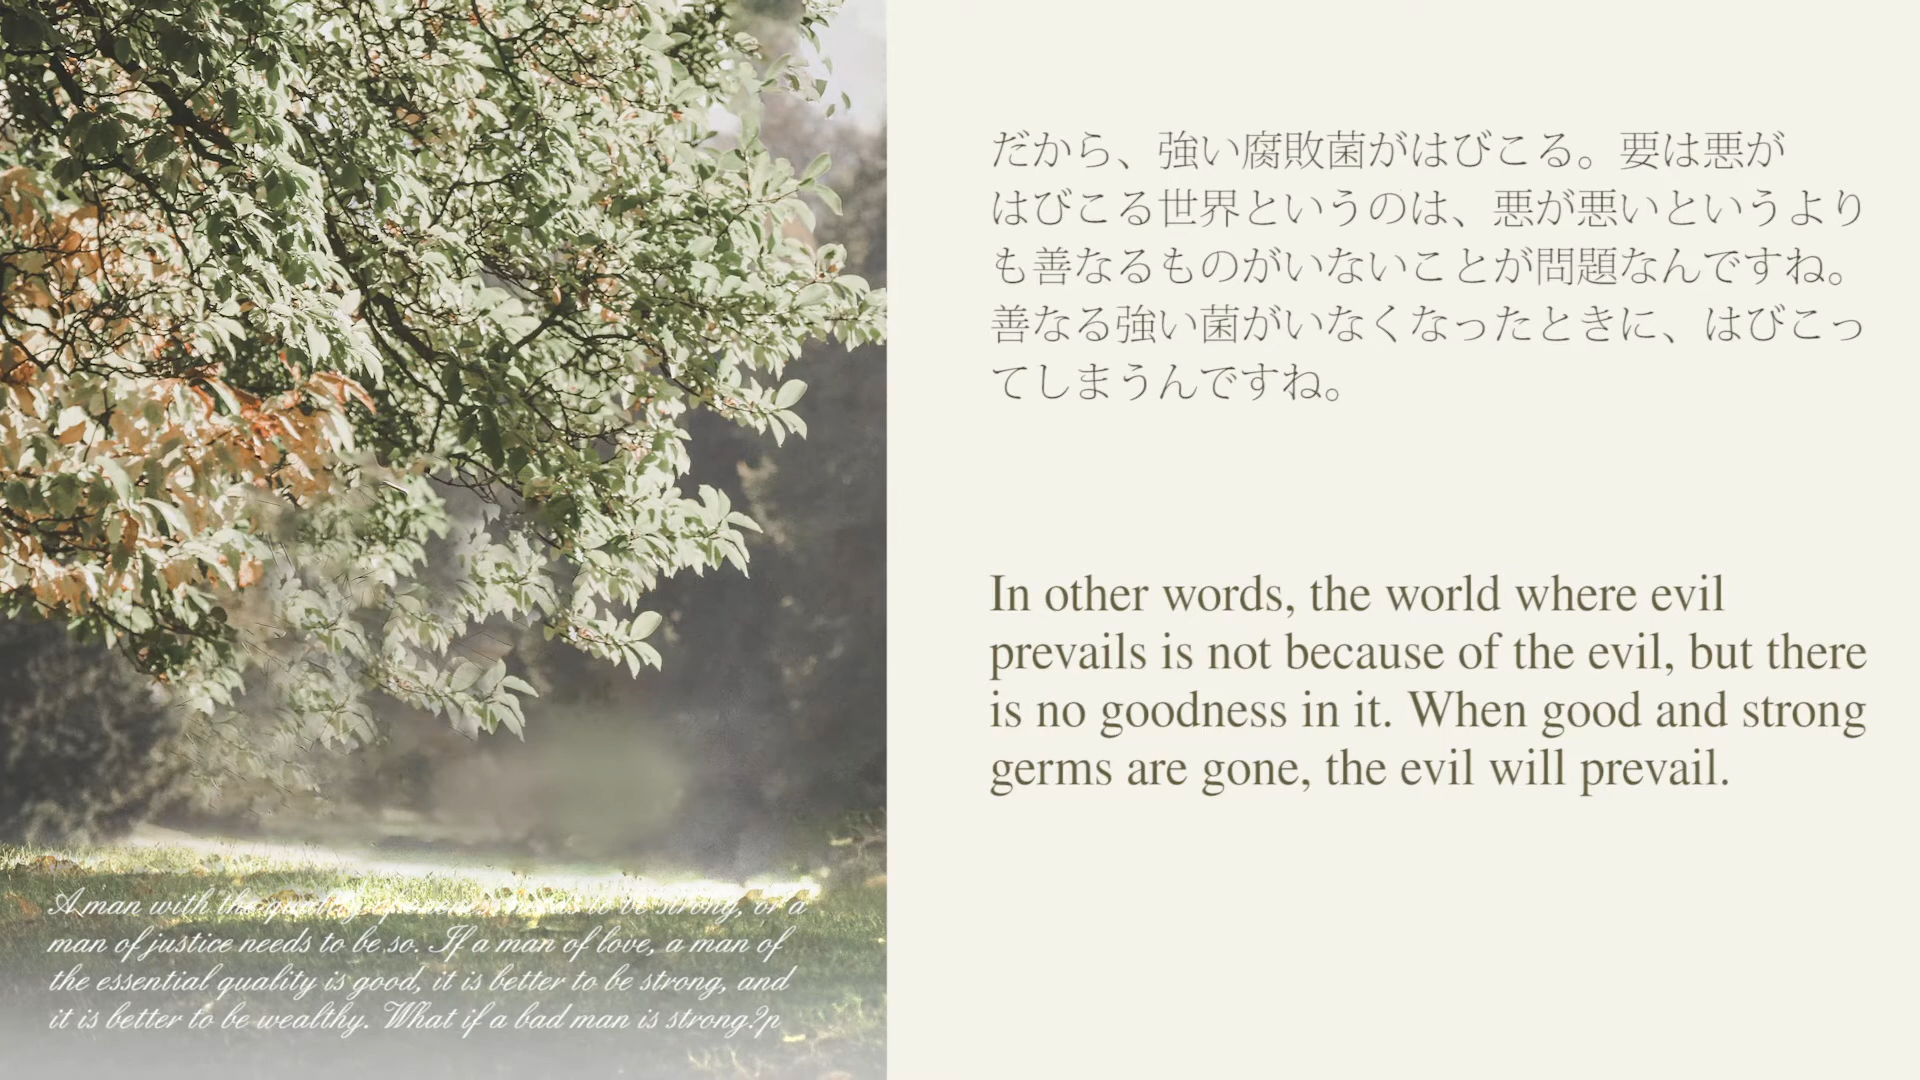 だから、強い腐敗菌がはびこる。要は悪が
はびこる世界というのは、悪が悪いというより
も善なるものがいないことが問題なんですね。
善なる強い菌がいなくなったときに、はびこっ
てしまうんですね。
In other words, the world where evil
prevails is not because of the evil, but there
is no goodness in it. When good and strong
germs are gone, the evil will prevail.
A man with the quality to be strong, or a
man of justice needs to be so. If a man of love, a man of
the essential quality is good, it is better to be strong, and
it is better to be wealthy. What if a bad man is strong?p